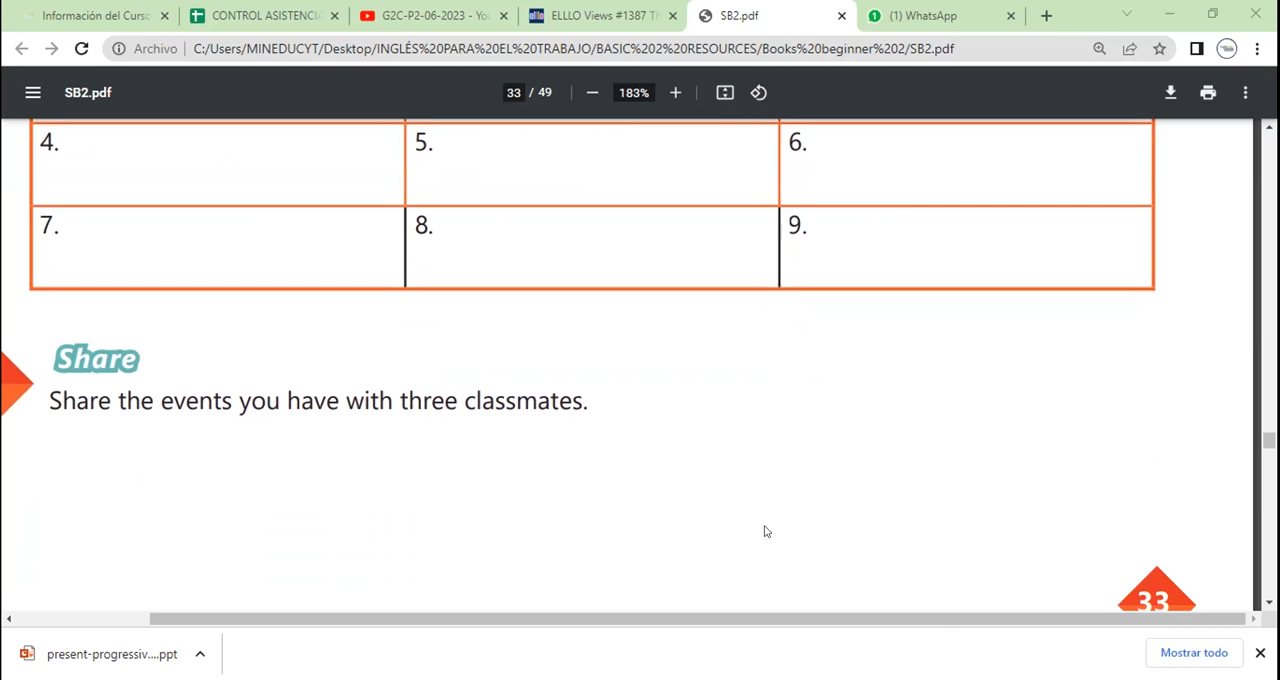 Información del Curso
CONTROL ASISTENCIA
G2C-P2-06-2023 - You
ELLLO Views #1387 Th
SB2.pdf
(1) WhatsApp
Archivo
C:/Users/MINEDUCYT/Desktop/INGLÉS%20PARA%20EL%20TRABAJO/BASIC%202%20RESOURCES/Books%20beginner%202/SB2.pdf
SB2.pdf
33 / 49
183%
4.
5.
6.
7.
8.
9.
Share
Share the events you have with three classmates.
33
present-progressiv....ppt
Mostrar todo